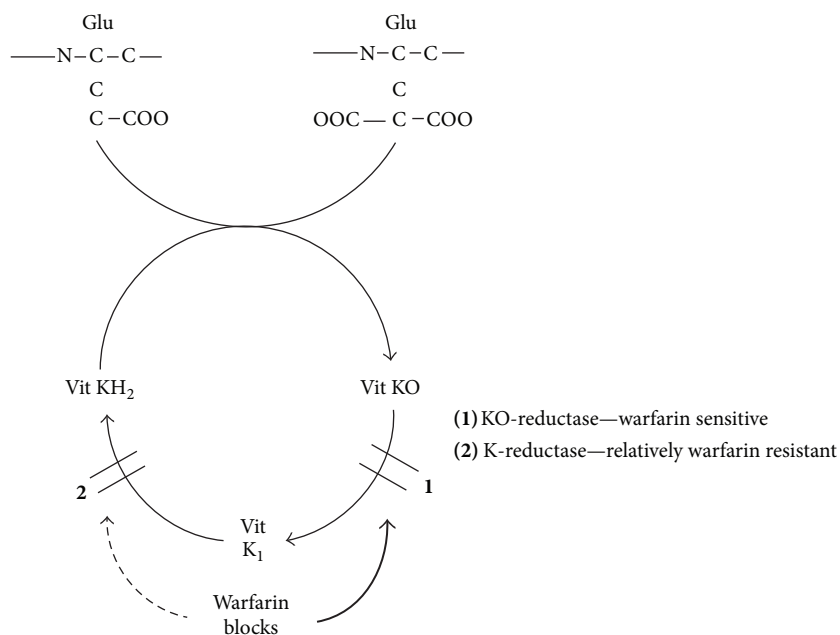 Glu
N–C–C
C
C–COO
Glu
N–C–C
C
OOC—C–COO
Vit KH₂
Vit KO
(1) KO-reductase—warfarin sensitive
(2) K-reductase—relatively warfarin resistant
2
1
Vit
K₁
Warfarin
blocks